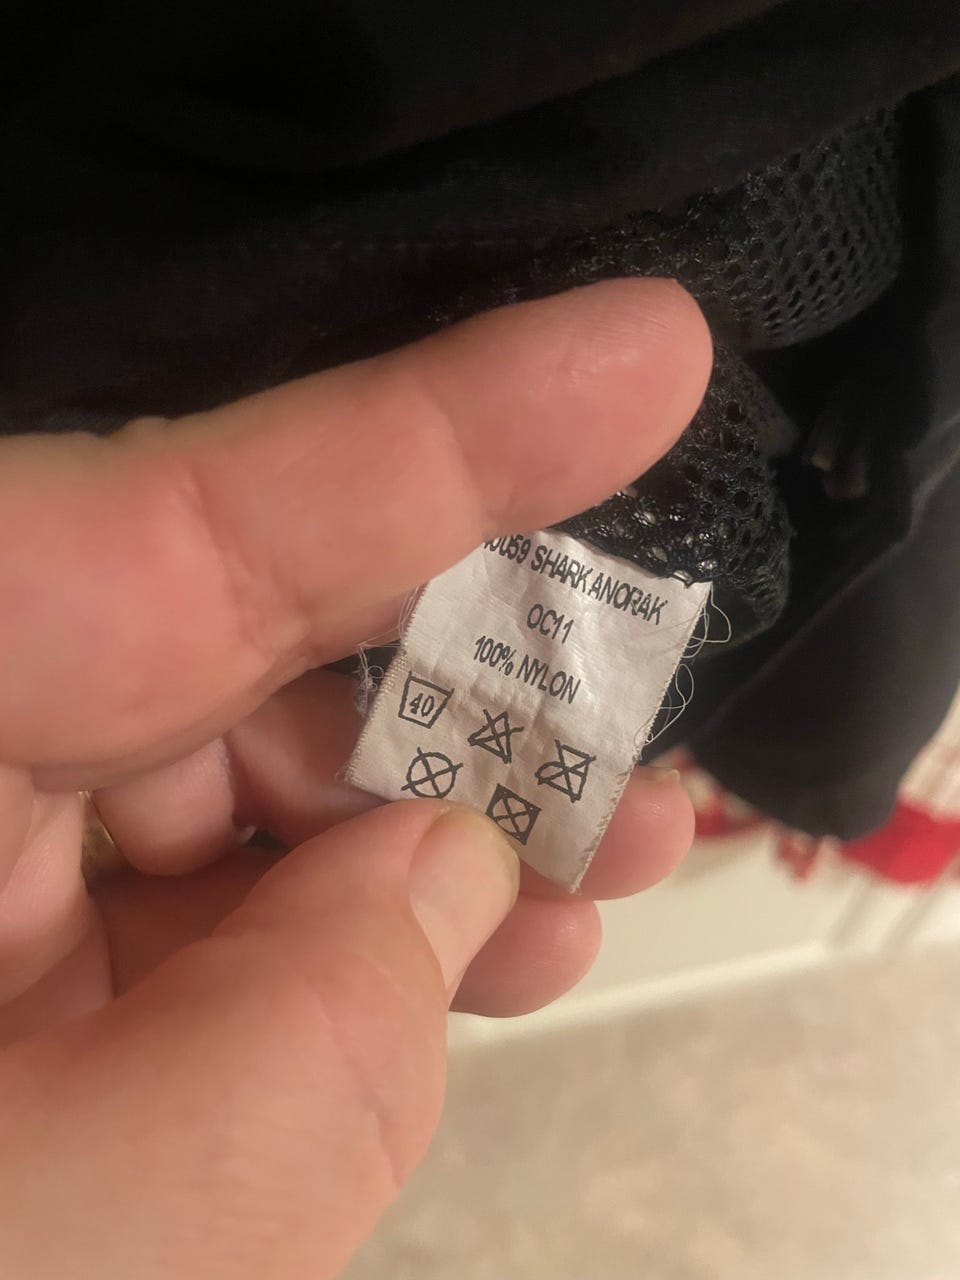 SHARK ANORAK
OC11
100% NYLON
40